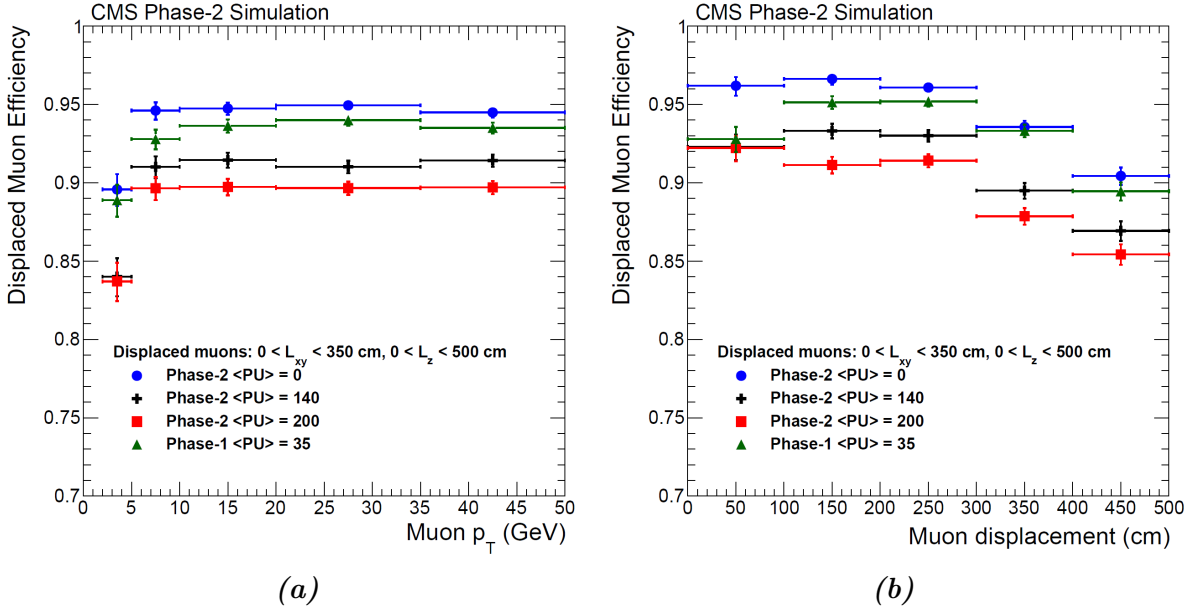 CMS Phase-2 Simulation
Displaced Muon Efficiency
1
0.95
0.9
0.85
0.8
0.75
0.7
Displaced muons: 0 < L_xy < 350 cm, 0 < L_z < 500 cm
Phase-2 <PU> = 0
Phase-2 <PU> = 140
Phase-2 <PU> = 200
Phase-1 <PU> = 35
0 5 10 15 20 25 30 35 40 45 50
Muon p_T (GeV)
(a)
CMS Phase-2 Simulation
Displaced Muon Efficiency
1
0.95
0.9
0.85
0.8
0.75
0.7
Displaced muons: 0 < L_xy < 350 cm, 0 < L_z < 500 cm
Phase-2 <PU> = 0
Phase-2 <PU> = 140
Phase-2 <PU> = 200
Phase-1 <PU> = 35
0 50 100 150 200 250 300 350 400 450 500
Muon displacement (cm)
(b)